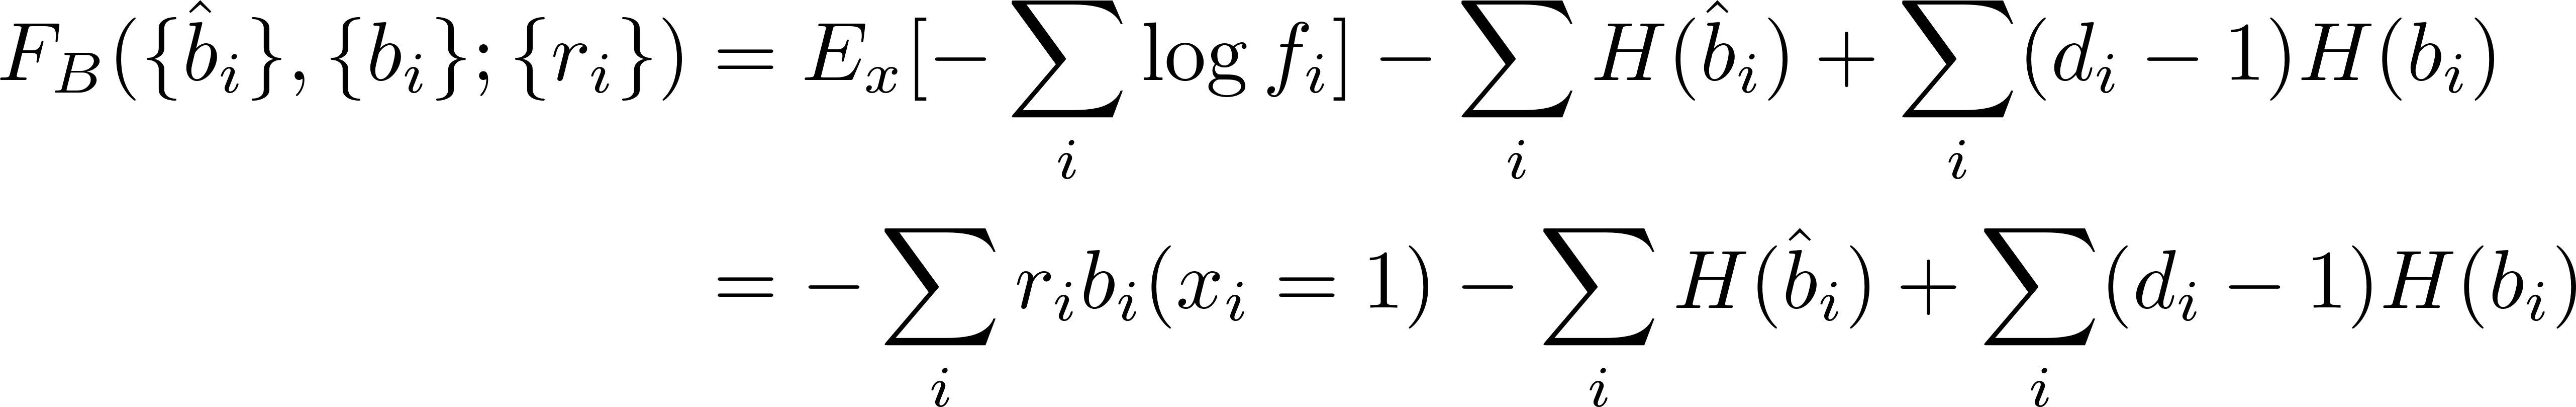 F_B(\{\hat{b}_i\}, \{b_i\}; \{r_i\}) = E_x[-\sum_i \log f_i] - \sum_i H(\hat{b}_i) + \sum_i (d_i - 1)H(b_i)
= -\sum_i r_i b_i(x_i = 1) - \sum_i H(\hat{b}_i) + \sum_i (d_i - 1)H(b_i)